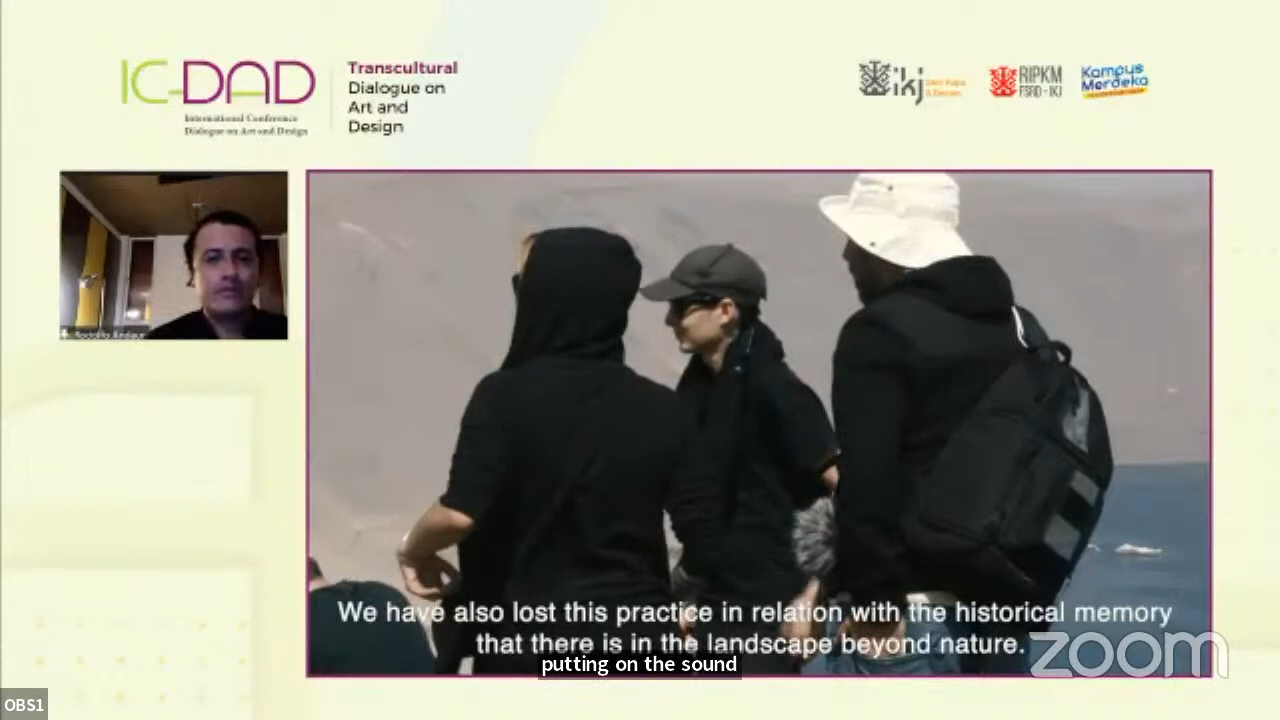 IC-DAD
International Conference
Dialogue on Art and Design
Transcultural
Dialogue on
Art and
Design
ikj
RIPKM
FSRD - IKJ
Kampus
Merdeka
We have also lost this practice in relation with the historical memory
that there is in the landscape beyond nature.
putting on the sound
zoom
OBS1